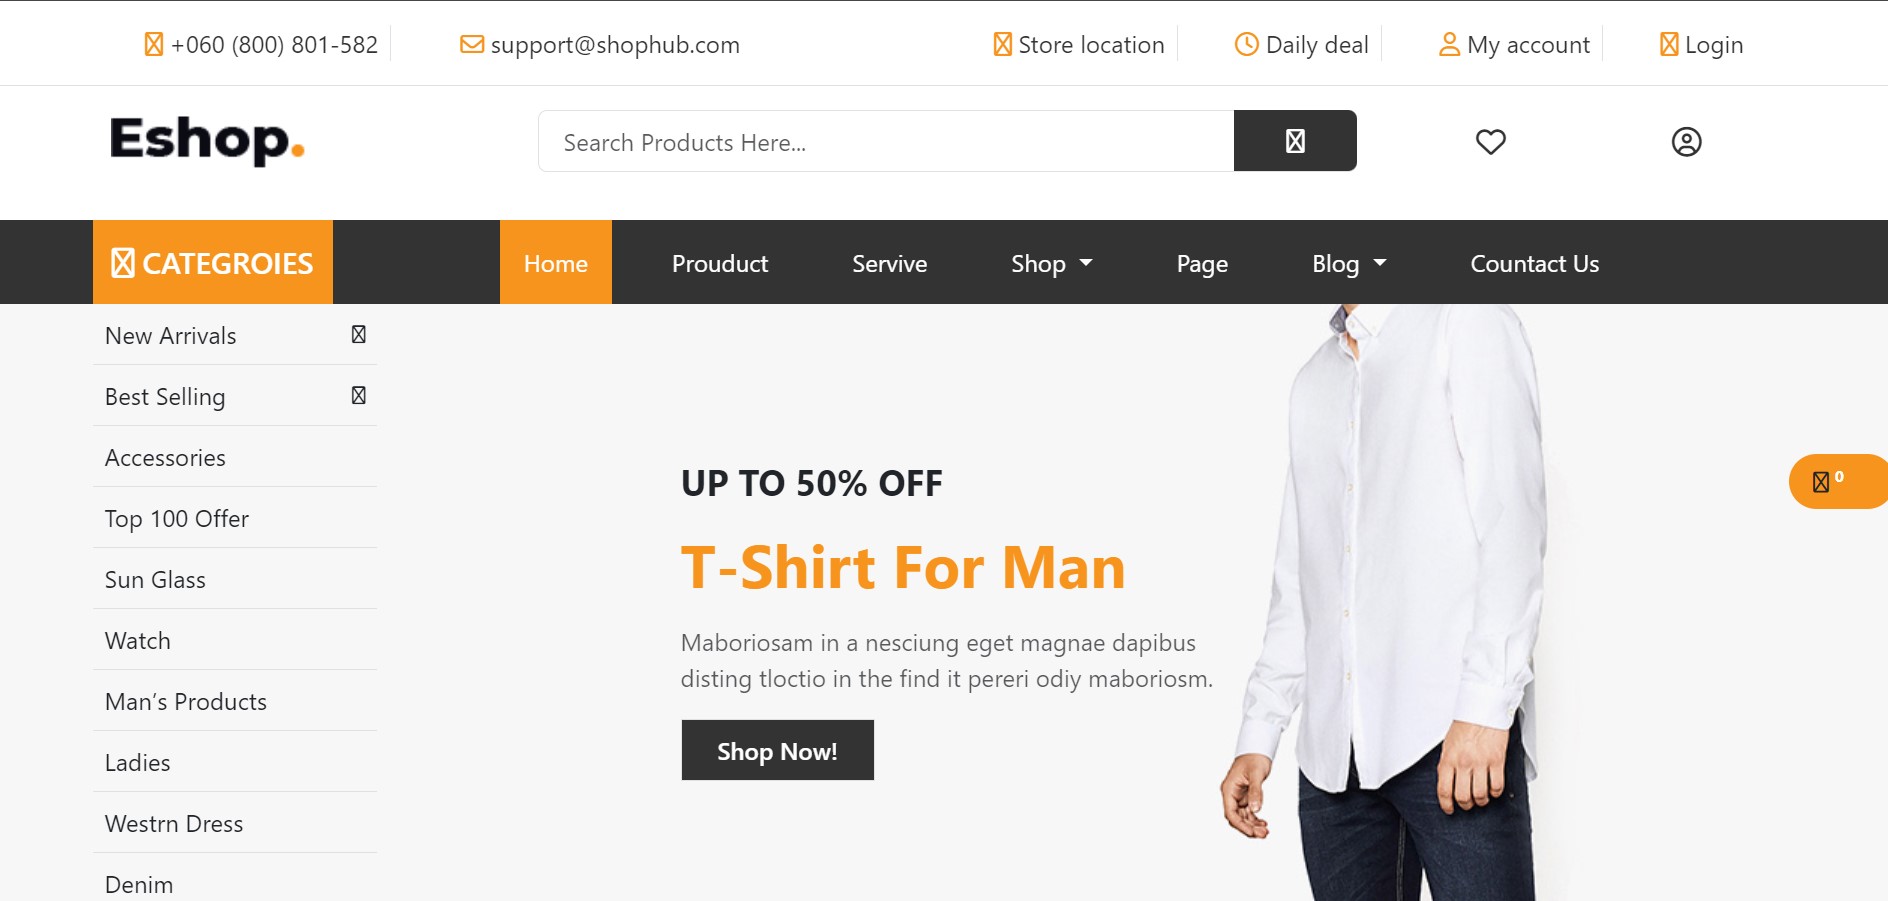 +060 (800) 801-582
support@shophub.com
Store location
Daily deal
My account
Login
Eshop.
Search Products Here...
CATEGROIES
Home
Prouduct
Servive
Shop
Page
Blog
Countact Us
New Arrivals
Best Selling
Accessories
Top 100 Offer
Sun Glass
Watch
Man’s Products
Ladies
Westrn Dress
Denim
UP TO 50% OFF
T-Shirt For Man
Maboriosam in a nesciung eget magnae dapibus
disting tloctio in the find it pereri odiy maboriosm.
Shop Now!
0